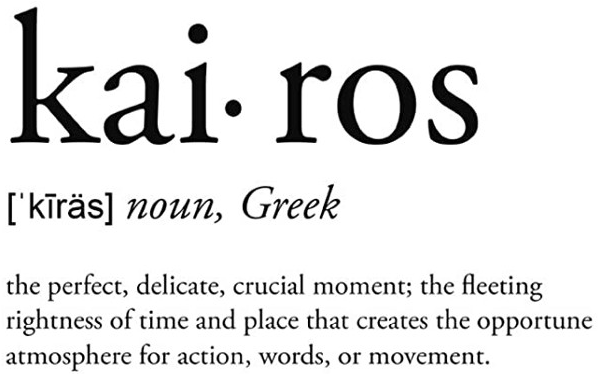 kai·ros
[ˈkīräs] noun, Greek
the perfect, delicate, crucial moment; the fleeting
rightness of time and place that creates the opportune
atmosphere for action, words, or movement.